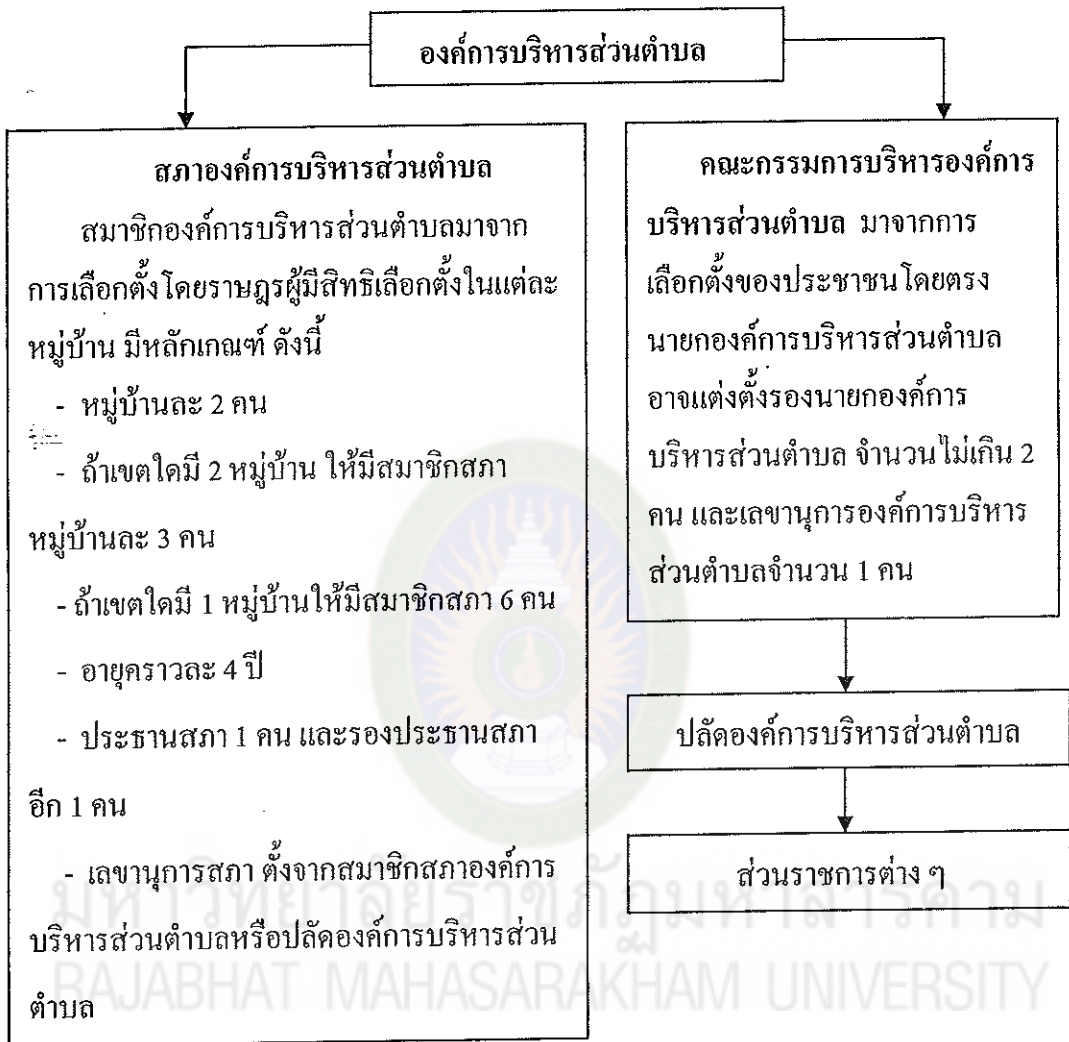 องค์การบริหารส่วนตำบล
สภาองค์การบริหารส่วนตำบล
สมาชิกองค์การบริหารส่วนตำบลมาจาก
การเลือกตั้งโดยราษฎรผู้มีสิทธิเลือกตั้งในแต่ละ
หมู่บ้าน มีหลักเกณฑ์ ดังนี้
- หมู่บ้านละ 2 คน
- ถ้าเขตใดมี 2 หมู่บ้าน ให้มีสมาชิกสภา
หมู่บ้านละ 3 คน
- ถ้าเขตใดมี 1 หมู่บ้านให้มีสมาชิกสภา 6 คน
- อายุคราวละ 4 ปี
- ประธานสภา 1 คน และรองประธานสภา
อีก 1 คน
- เลขานุการสภา ตั้งจากสมาชิกสภาองค์การ
บริหารส่วนตำบลหรือปลัดองค์การบริหารส่วน
ตำบล
คณะกรรมการบริหารองค์การ
บริหารส่วนตำบล มาจากการ
เลือกตั้งของประชาชนโดยตรง
นายกองค์การบริหารส่วนตำบล
อาจแต่งตั้งรองนายกองค์การ
บริหารส่วนตำบล จำนวนไม่เกิน 2
คน และเลขานุการองค์การบริหาร
ส่วนตำบลจำนวน 1 คน
ปลัดองค์การบริหารส่วนตำบล
ส่วนราชการต่าง ๆ
มหาวิทยาลัยราชภัฏมหาสารคาม
RAJABHAT MAHASARAKHAM UNIVERSITY